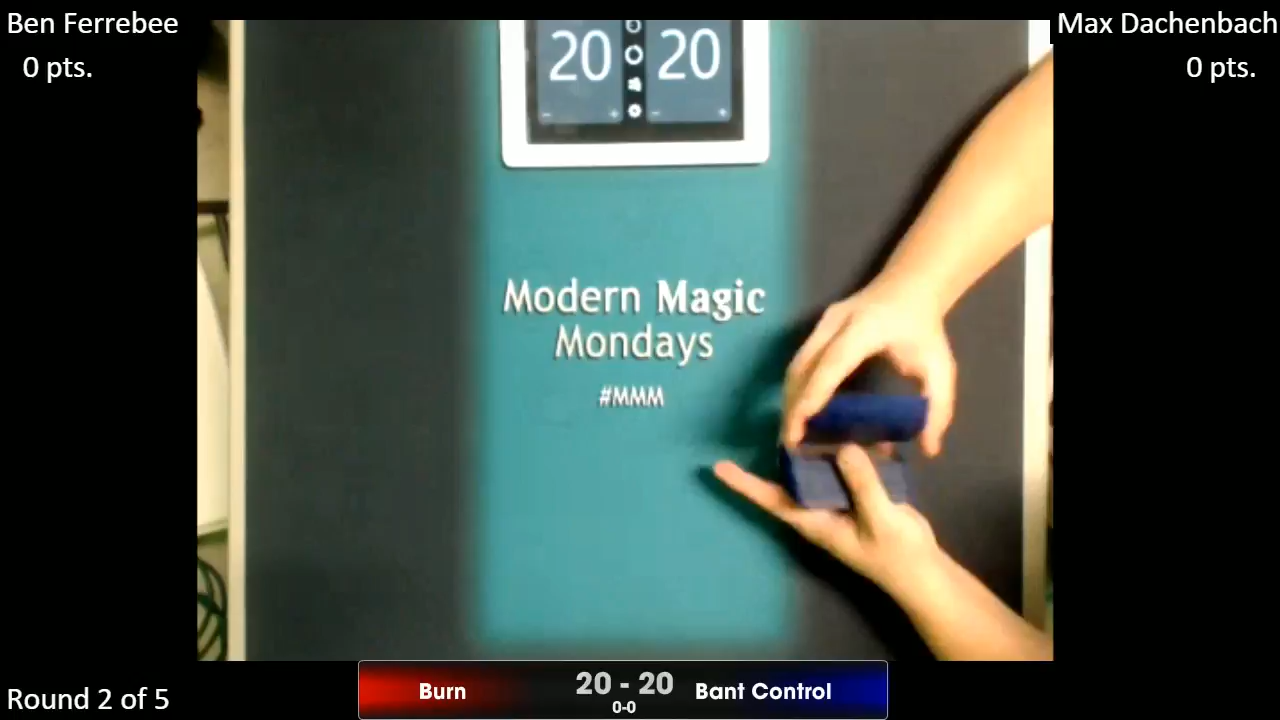 Ben Ferrebee
0 pts.
Max Dachenbach
0 pts.
20 20
- + - +
Modern Magic
Mondays
#MMM
Round 2 of 5
Burn
20 - 20
0-0
Bant Control